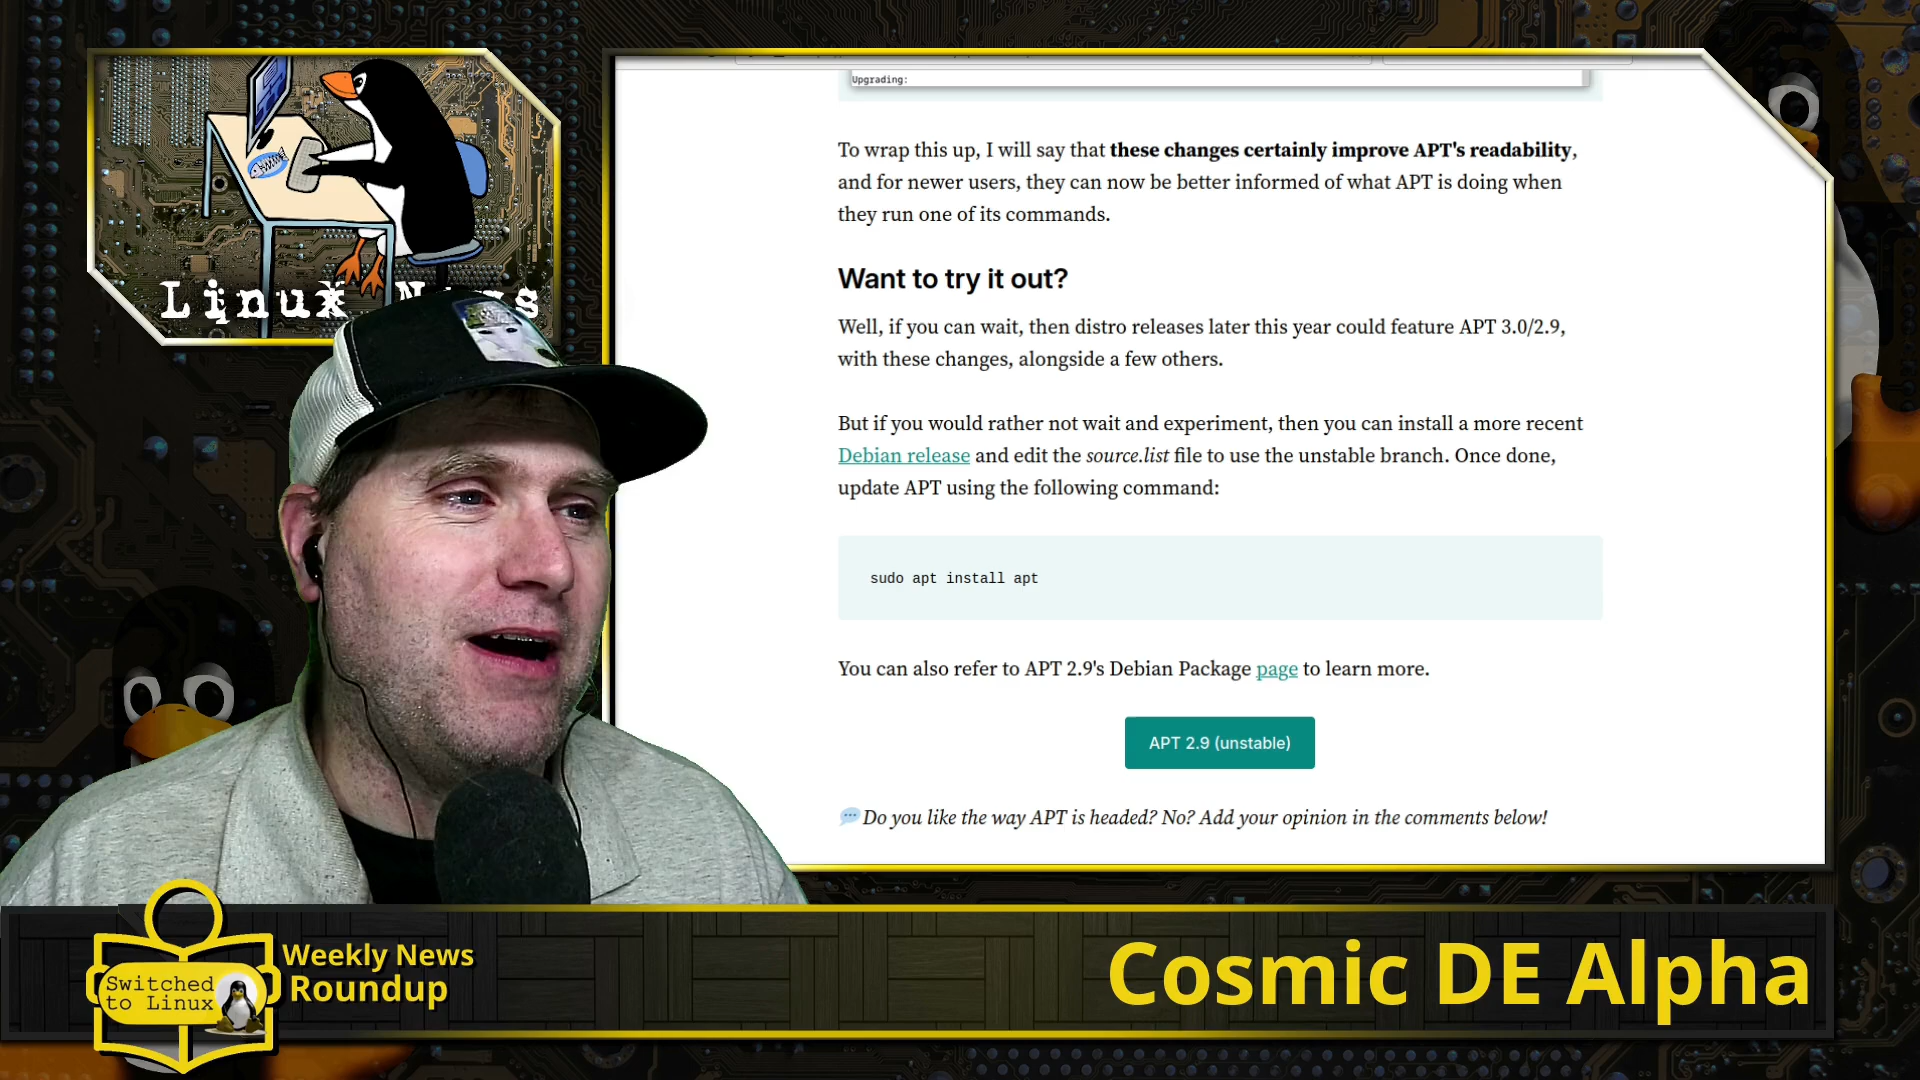 Upgrading:
To wrap this up, I will say that these changes certainly improve APT's readability,
and for newer users, they can now be better informed of what APT is doing when
they run one of its commands.
Want to try it out?
Well, if you can wait, then distro releases later this year could feature APT 3.0/2.9,
with these changes, alongside a few others.
But if you would rather not wait and experiment, then you can install a more recent
Debian release and edit the source.list file to use the unstable branch. Once done,
update APT using the following command:
sudo apt install apt
You can also refer to APT 2.9's Debian Package page to learn more.
APT 2.9 (unstable)
Do you like the way APT is headed? No? Add your opinion in the comments below!
Linux News
Switched
to Linux
Weekly News
Roundup
Cosmic DE Alpha